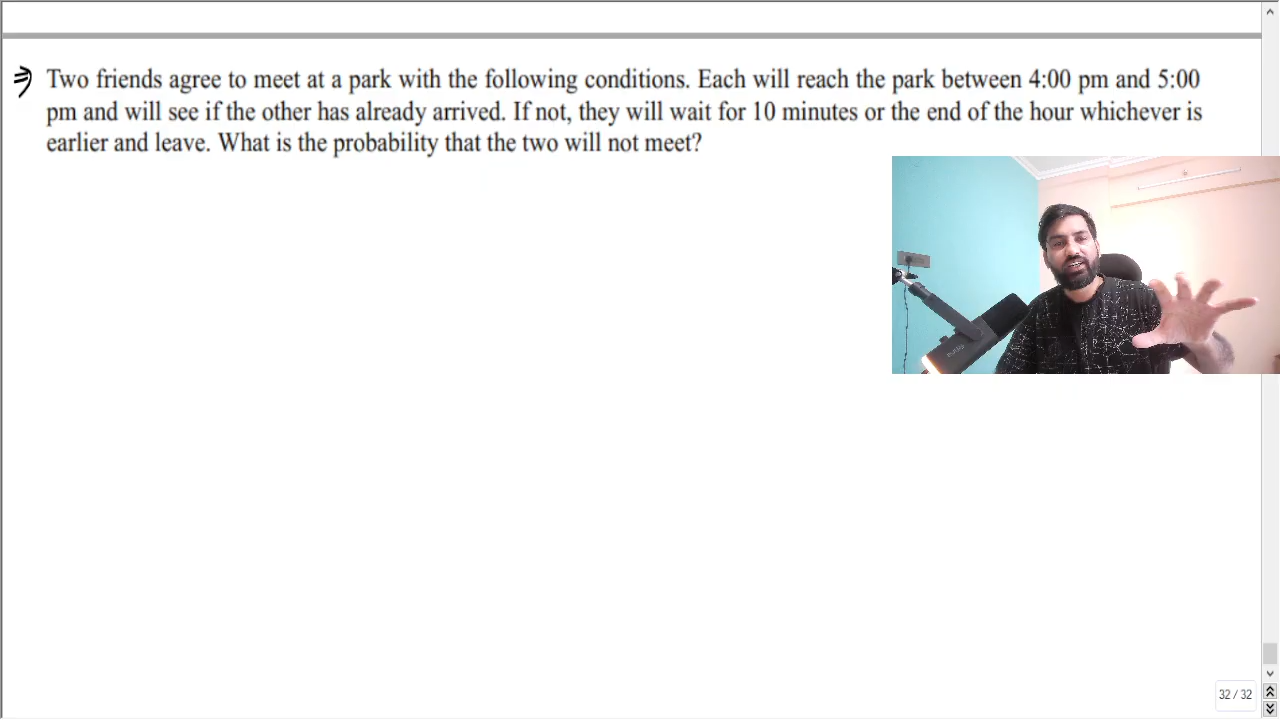 Two friends agree to meet at a park with the following conditions. Each will reach the park between 4:00 pm and 5:00
pm and will see if the other has already arrived. If not, they will wait for 10 minutes or the end of the hour whichever is
earlier and leave. What is the probability that the two will not meet?
32 / 32